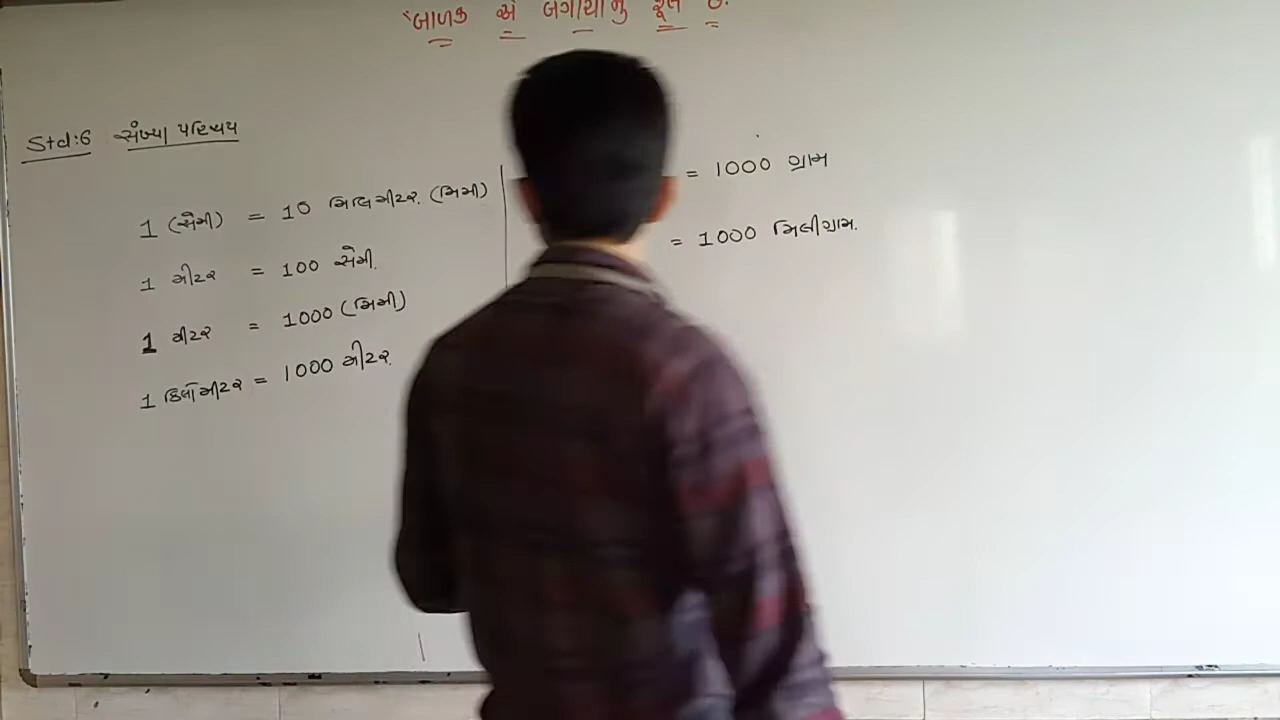 "બાળક એ બગીચાનું ફૂલ છે.
Std:6 સંખ્યા પરિચય
1 (સેમી) = 10 મિલિમીટર. (મિમી)
1 મીટર = 100 સેમી.
1 મીટર = 1000 (મિમી)
1 કિલોમીટર = 1000 મીટર.
= 1000 ગ્રામ
= 1000 મિલીગ્રામ.